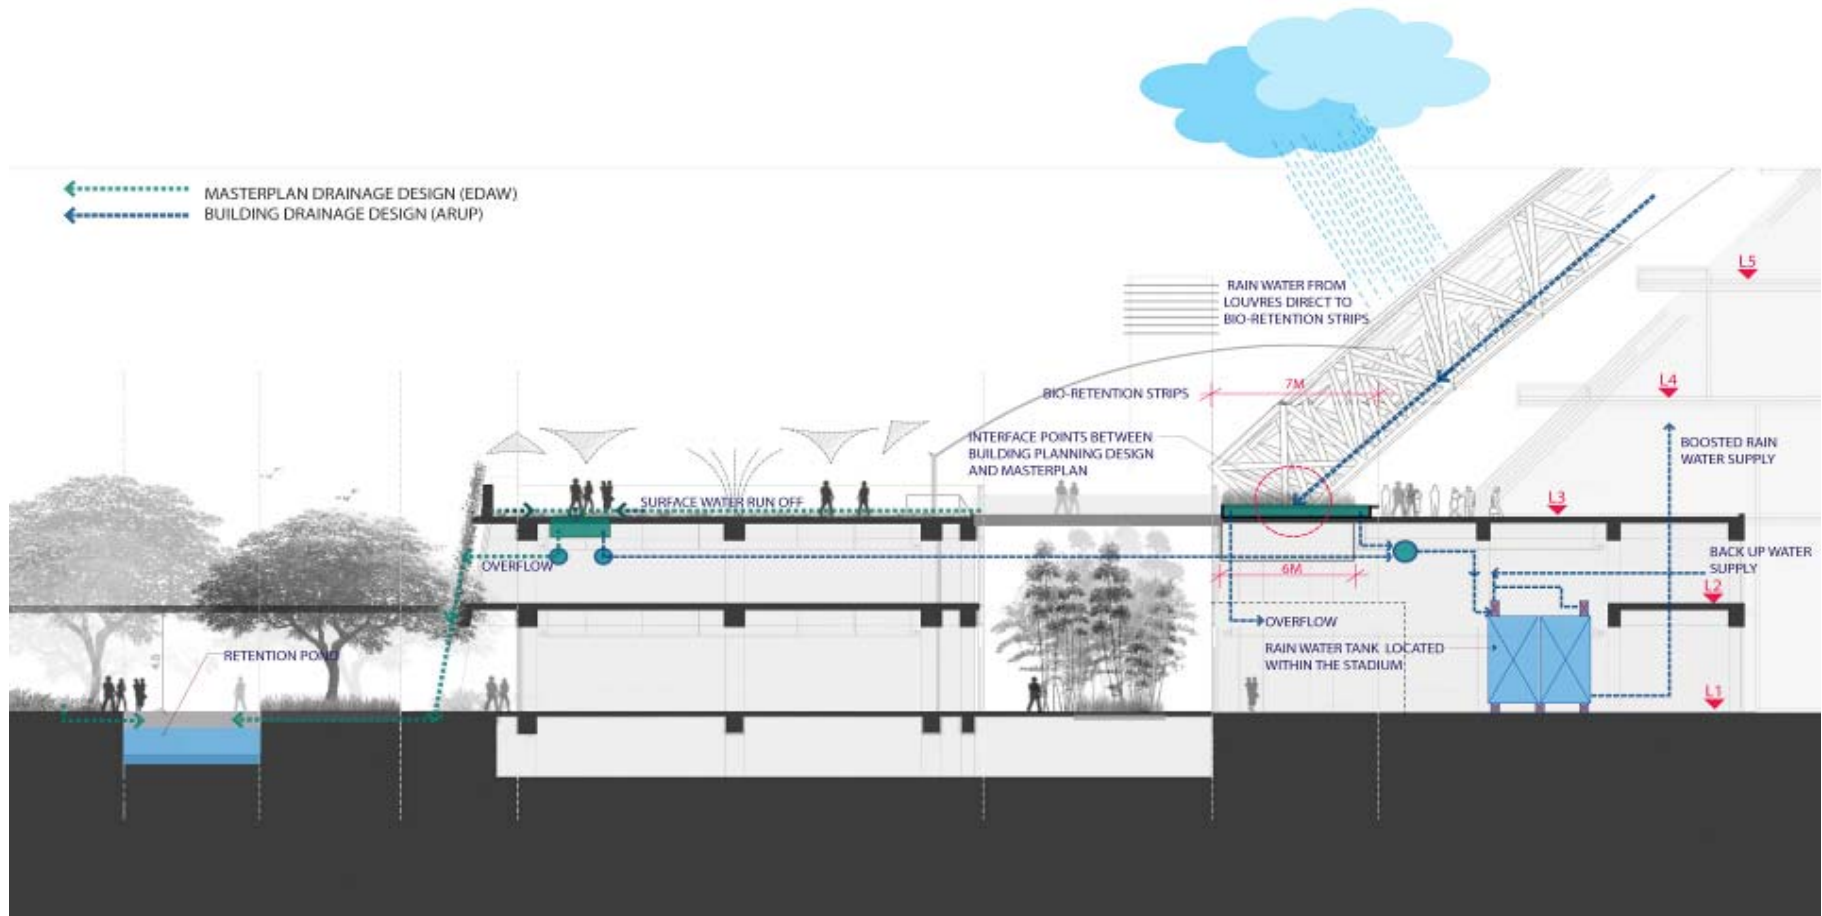 MASTERPLAN DRAINAGE DESIGN (EDAW)
BUILDING DRAINAGE DESIGN (ARUP)
L5
RAIN WATER FROM
LOUVRES DIRECT TO
BIO-RETENTION STRIPS
L4
7M
BIO-RETENTION STRIPS
INTERFACE POINTS BETWEEN
BUILDING PLANNING DESIGN
AND MASTERPLAN
BOOSTED RAIN
WATER SUPPLY
SURFACE WATER RUN OFF
L3
OVERFLOW
BACK UP WATER
SUPPLY
6M
L2
OVERFLOW
RAIN WATER TANK LOCATED
WITHIN THE STADIUM
RETENTION POND
L1